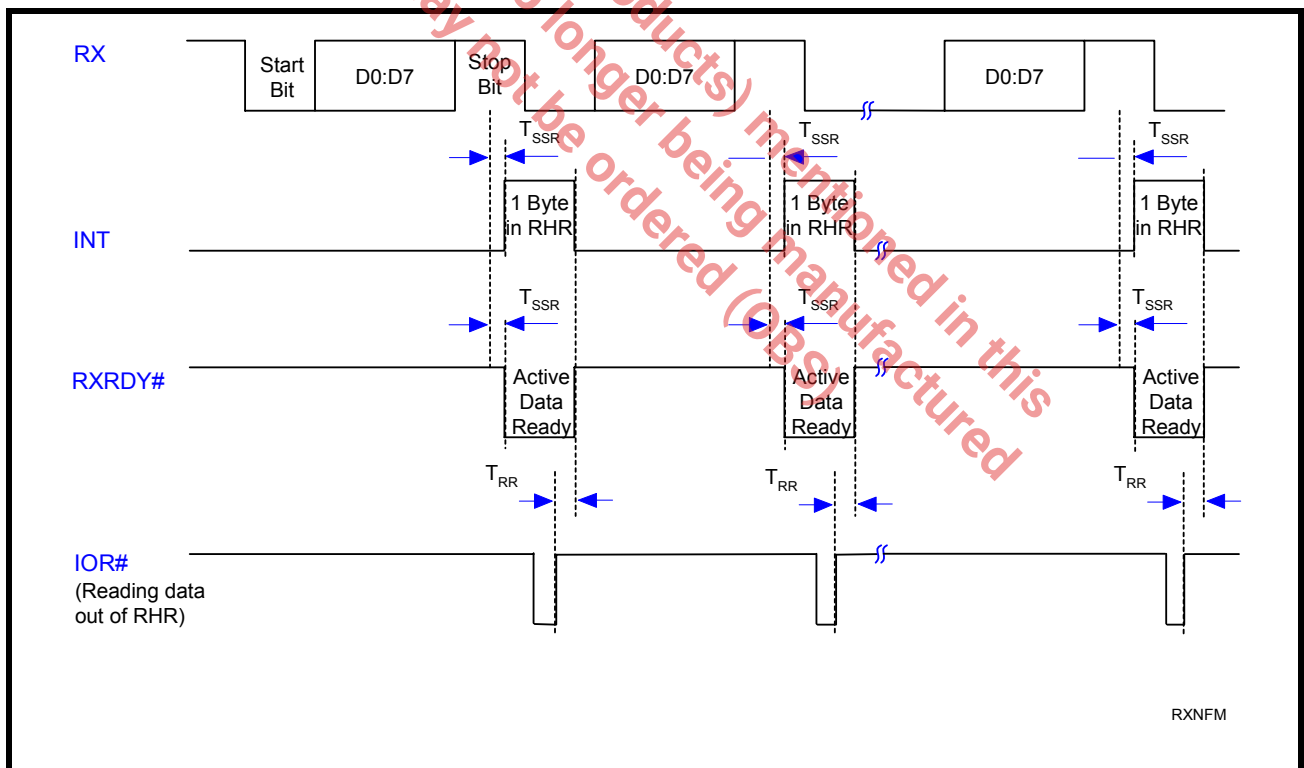 RX
Start
Bit
D0:D7
Stop
Bit
D0:D7
D0:D7
TSSR
TSSR
TSSR
INT
1 Byte
in RHR
1 Byte
in RHR
1 Byte
in RHR
TSSR
TSSR
TSSR
RXRDY#
Active
Data
Ready
Active
Data
Ready
Active
Data
Ready
TRR
TRR
TRR
IOR#
(Reading data
out of RHR)
RXNFM
products) mentioned in this
longer being manufactured
ay not be ordered (OBS)